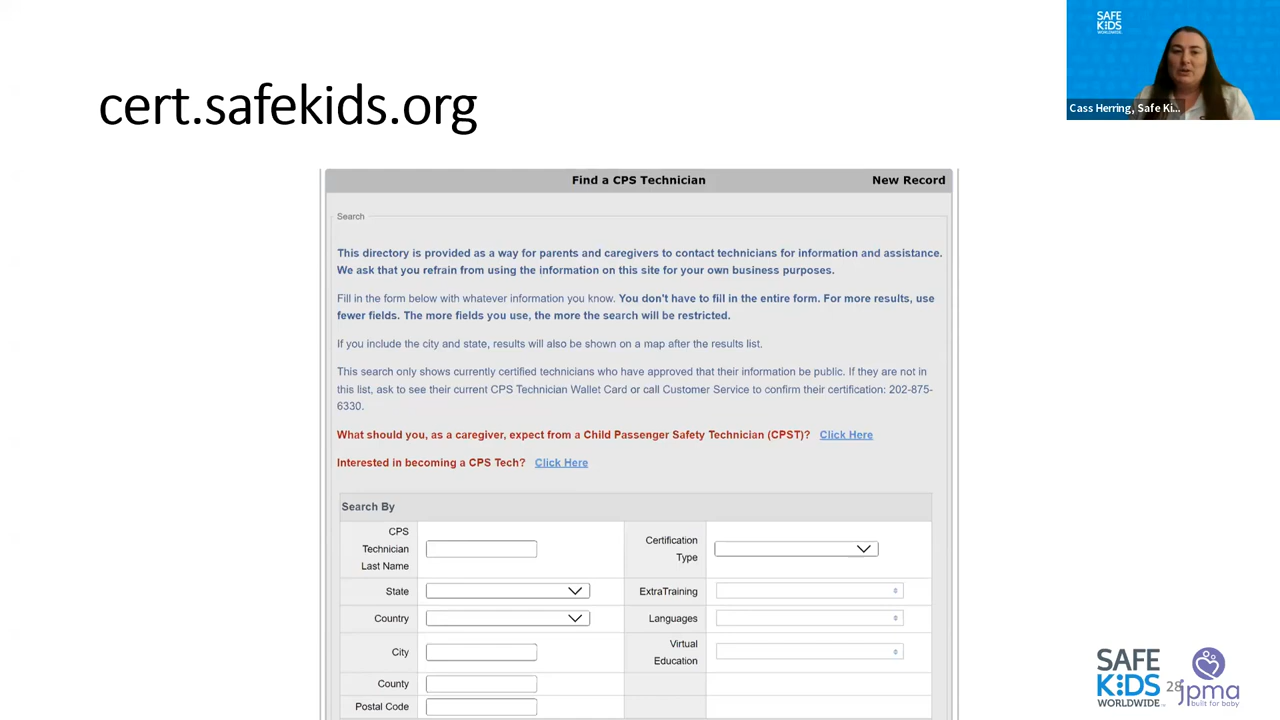 cert.safekids.org
SAFE
KIDS
WORLDWIDE
Cass Herring, Safe Ki...
Find a CPS Technician
New Record
Search
This directory is provided as a way for parents and caregivers to contact technicians for information and assistance.
We ask that you refrain from using the information on this site for your own business purposes.
Fill in the form below with whatever information you know. You don't have to fill in the entire form. For more results, use
fewer fields. The more fields you use, the more the search will be restricted.
If you include the city and state, results will also be shown on a map after the results list.
This search only shows currently certified technicians who have approved that their information be public. If they are not in
this list, ask to see their current CPS Technician Wallet Card or call Customer Service to confirm their certification: 202-875-
6330.
What should you, as a caregiver, expect from a Child Passenger Safety Technician (CPST)? Click Here
Interested in becoming a CPS Tech? Click Here
Search By
CPS
Technician
Last Name
Certification
Type
State
ExtraTraining
Country
Languages
City
Virtual
Education
County
Postal Code
SAFE
KIDS
WORLDWIDE
28
jpma
built for baby